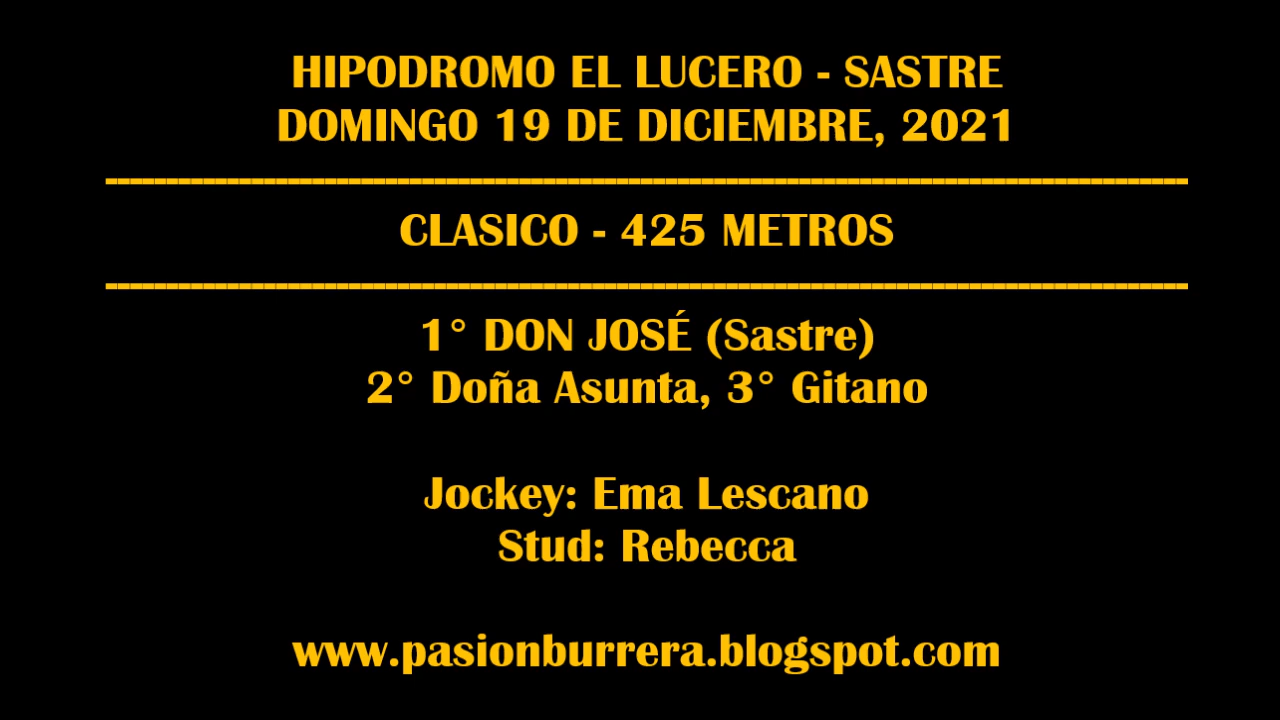 HIPODROMO EL LUCERO - SASTRE
DOMINGO 19 DE DICIEMBRE, 2021
CLASICO - 425 METROS
1° DON JOSÉ (Sastre)
2° Doña Asunta, 3° Gitano
Jockey: Ema Lescano
Stud: Rebecca
www.pasionburrera.blogspot.com